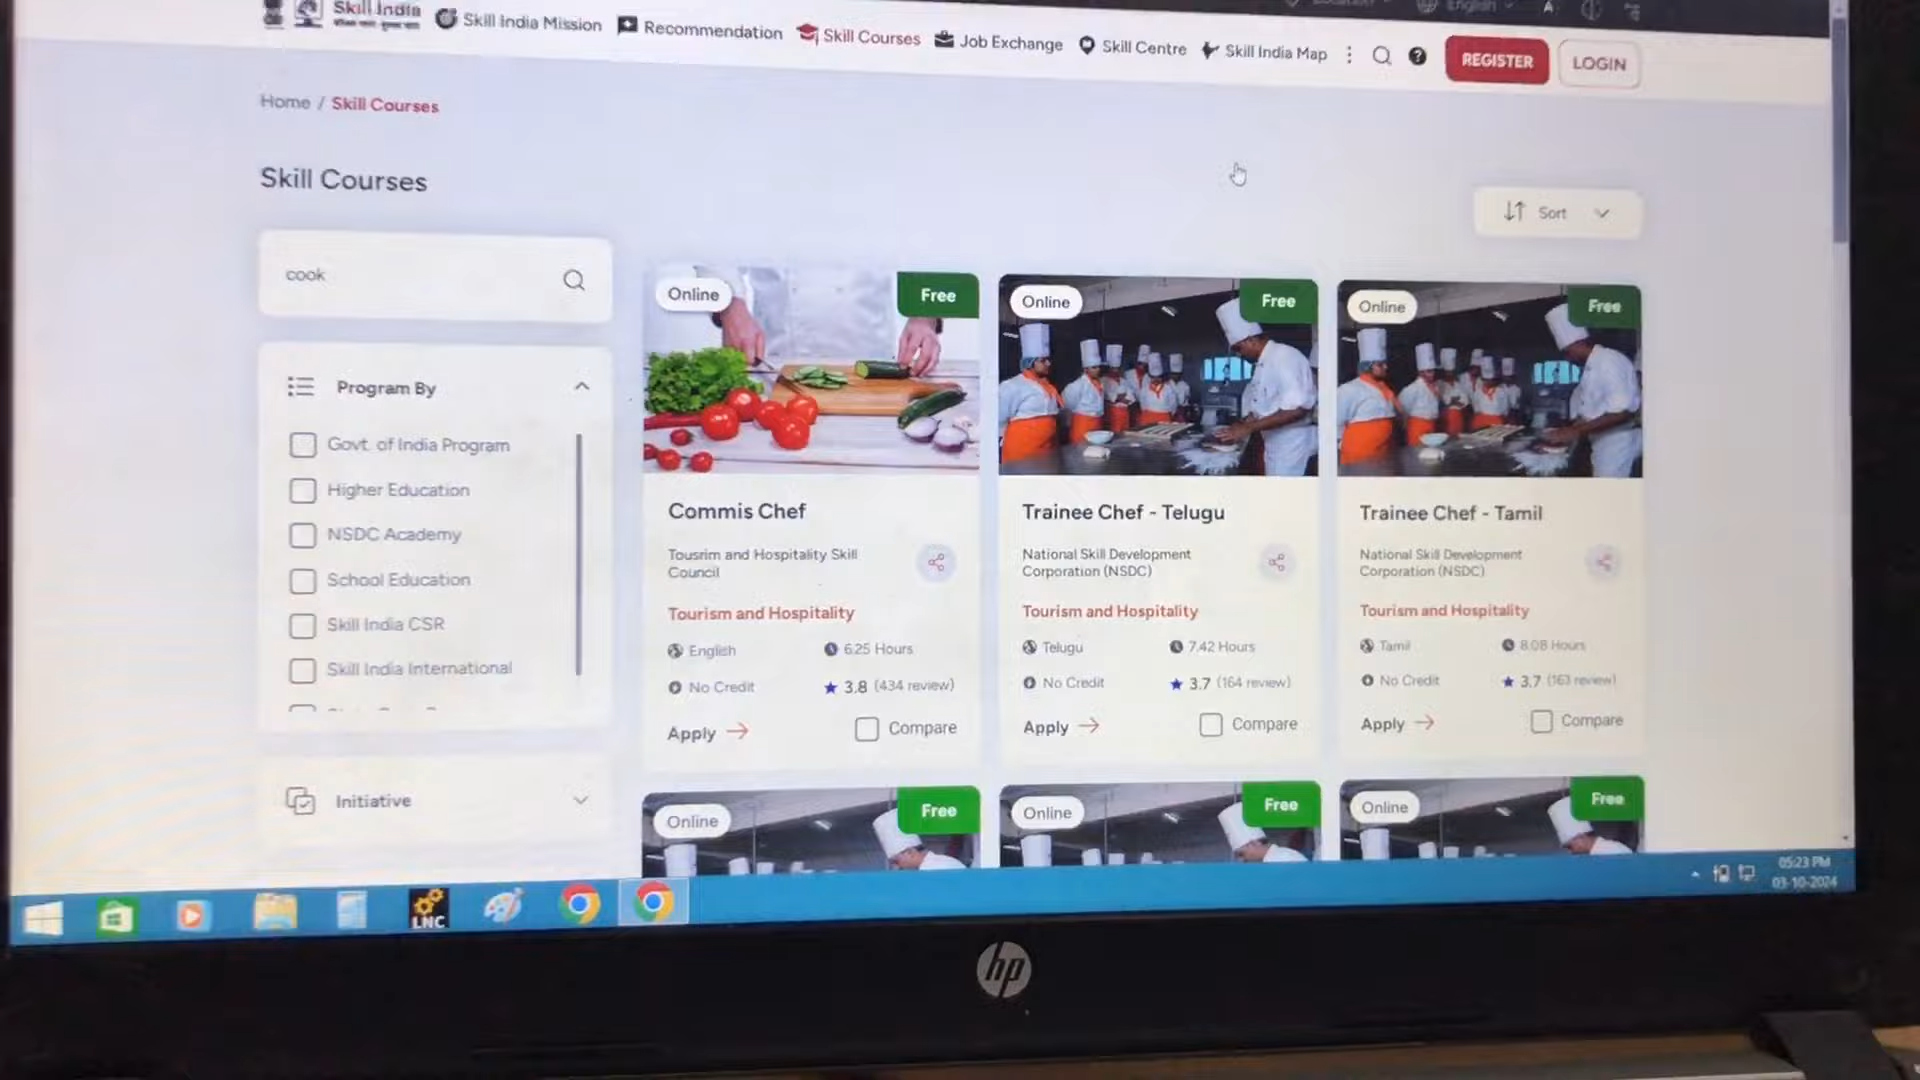 Skill India
Skill India Mission
Recommendation
Skill Courses
Job Exchange
Skill Centre
Skill India Map
REGISTER
LOGIN
English
Home / Skill Courses
Skill Courses
Sort
cook
Program By
Govt. of India Program
Higher Education
NSDC Academy
School Education
Skill India CSR
Skill India International
Initiative
Online
Free
Commis Chef
Tousrim and Hospitality Skill
Council
Tourism and Hospitality
English
6.25 Hours
No Credit
3.8 (434 review)
Apply
Compare
Online
Free
Trainee Chef - Telugu
National Skill Development
Corporation (NSDC)
Tourism and Hospitality
Telugu
7.42 Hours
No Credit
3.7 (164 review)
Apply
Compare
Online
Free
Trainee Chef - Tamil
National Skill Development
Corporation (NSDC)
Tourism and Hospitality
Tamil
8.08 Hours
No Credit
3.7 (163 review)
Apply
Compare
Online
Free
Online
Free
Online
Free
LNC
05:23 PM
03-10-2024
hp